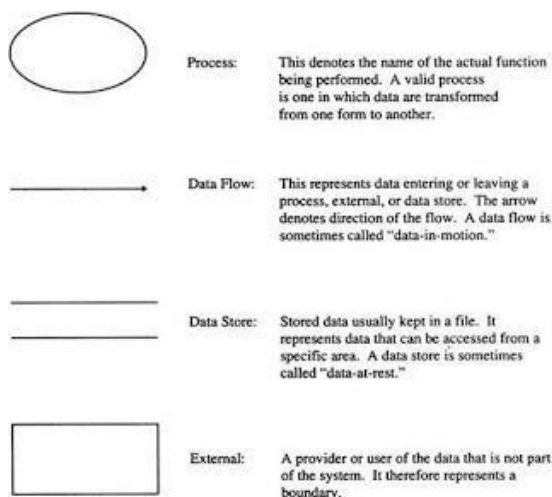 Process: This denotes the name of the actual function
being performed. A valid process
is one in which data are transformed
from one form to another.
Data Flow: This represents data entering or leaving a
process, external, or data store. The arrow
denotes direction of the flow. A data flow is
sometimes called “data-in-motion.”
Data Store: Stored data usually kept in a file. It
represents data that can be accessed from a
specific area. A data store is sometimes
called “data-at-rest.”
External: A provider or user of the data that is not part
of the system. It therefore represents a
boundary.